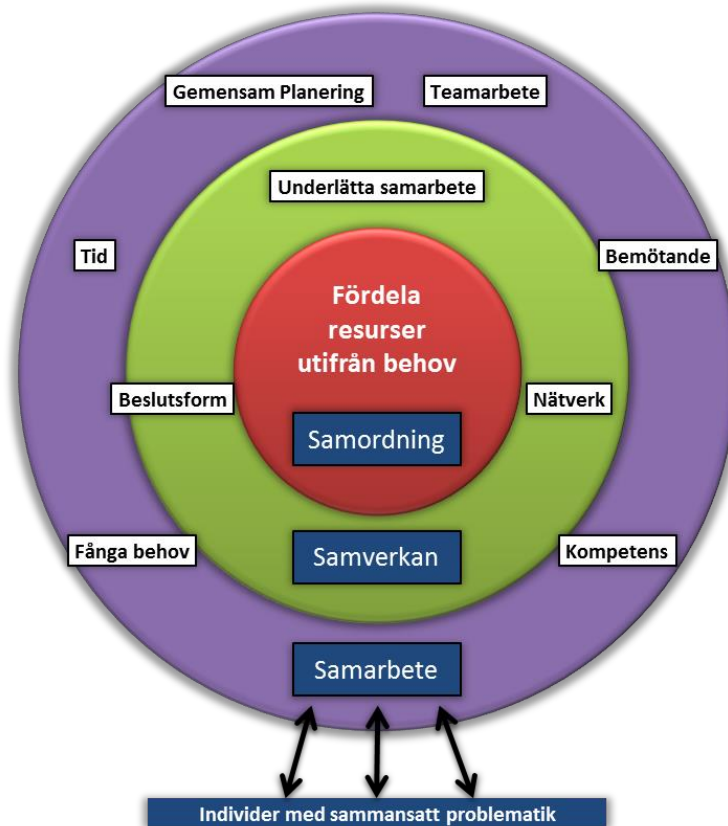 Gemensam Planering
Teamarbete
Underlätta samarbete
Tid
Bemötande
Fördela
resurser
utifrån behov
Beslutsform
Nätverk
Samordning
Fånga behov
Samverkan
Kompetens
Samarbete
Individer med sammansatt problematik